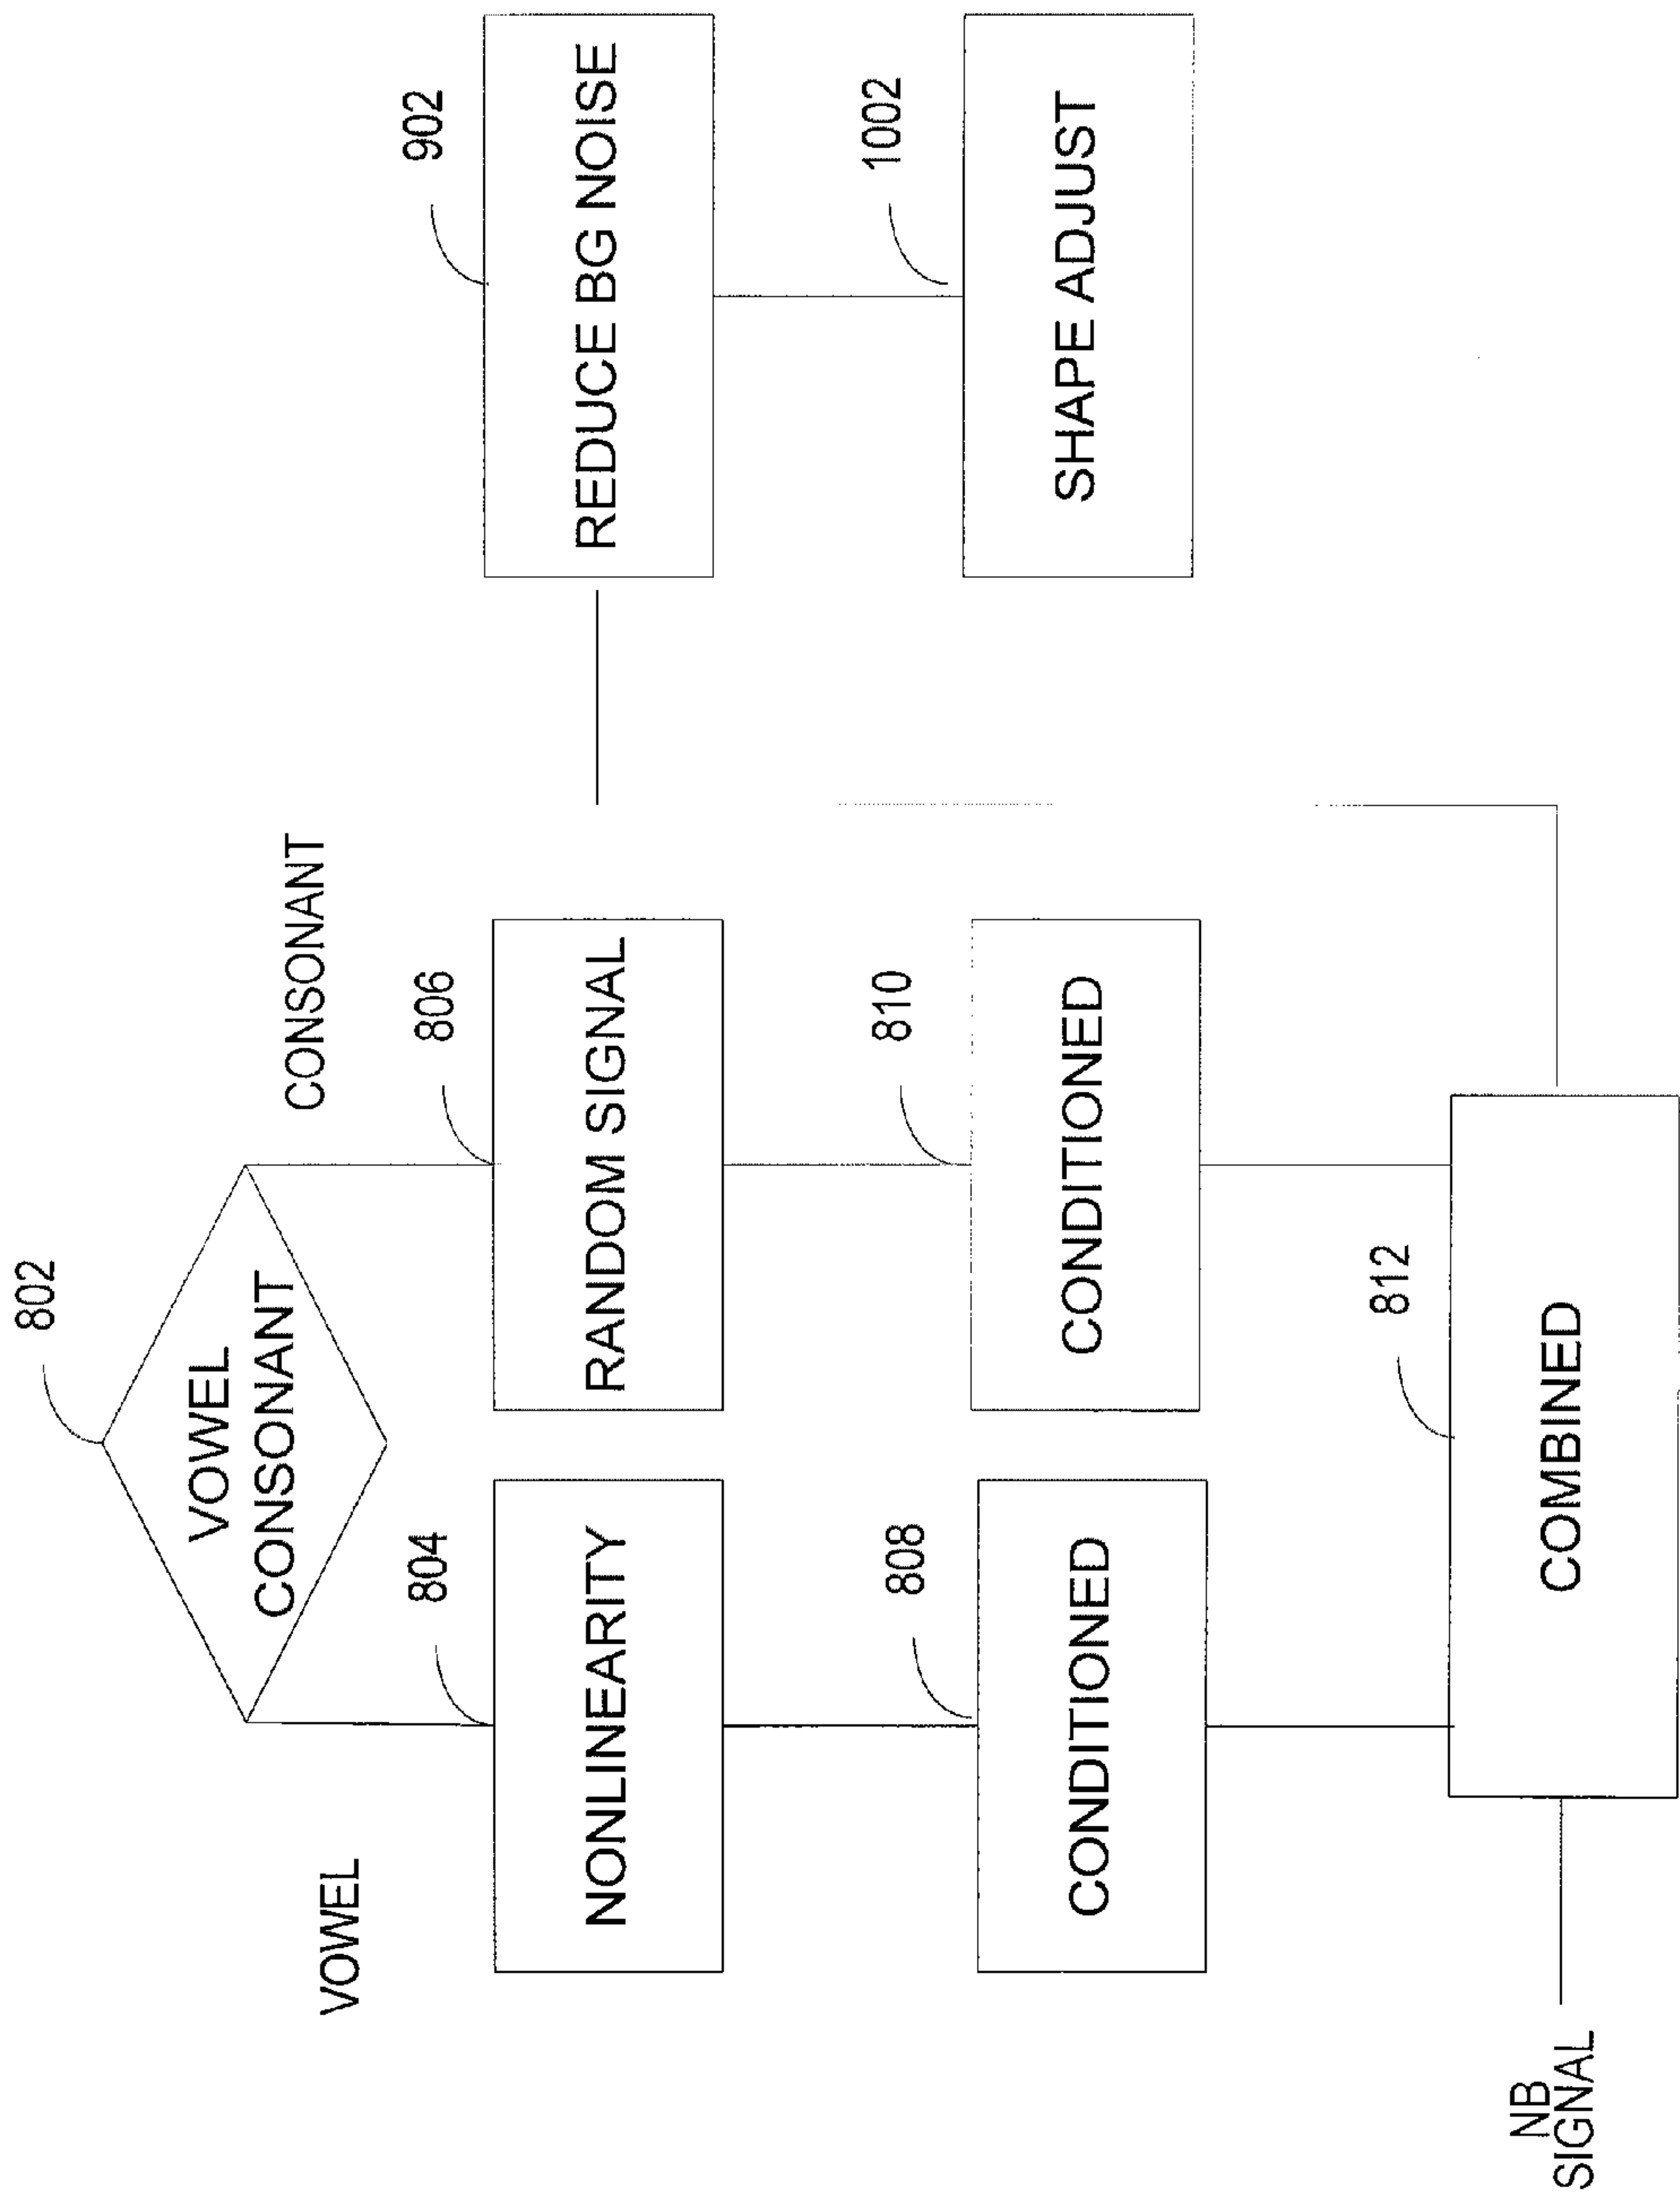 802
VOWEL
CONSONANT
VOWEL
CONSONANT
804
NONLINEARITY
806
RANDOM SIGNAL
808
CONDITIONED
810
CONDITIONED
812
COMBINED
NB
SIGNAL
902
REDUCE BG NOISE
1002
SHAPE ADJUST